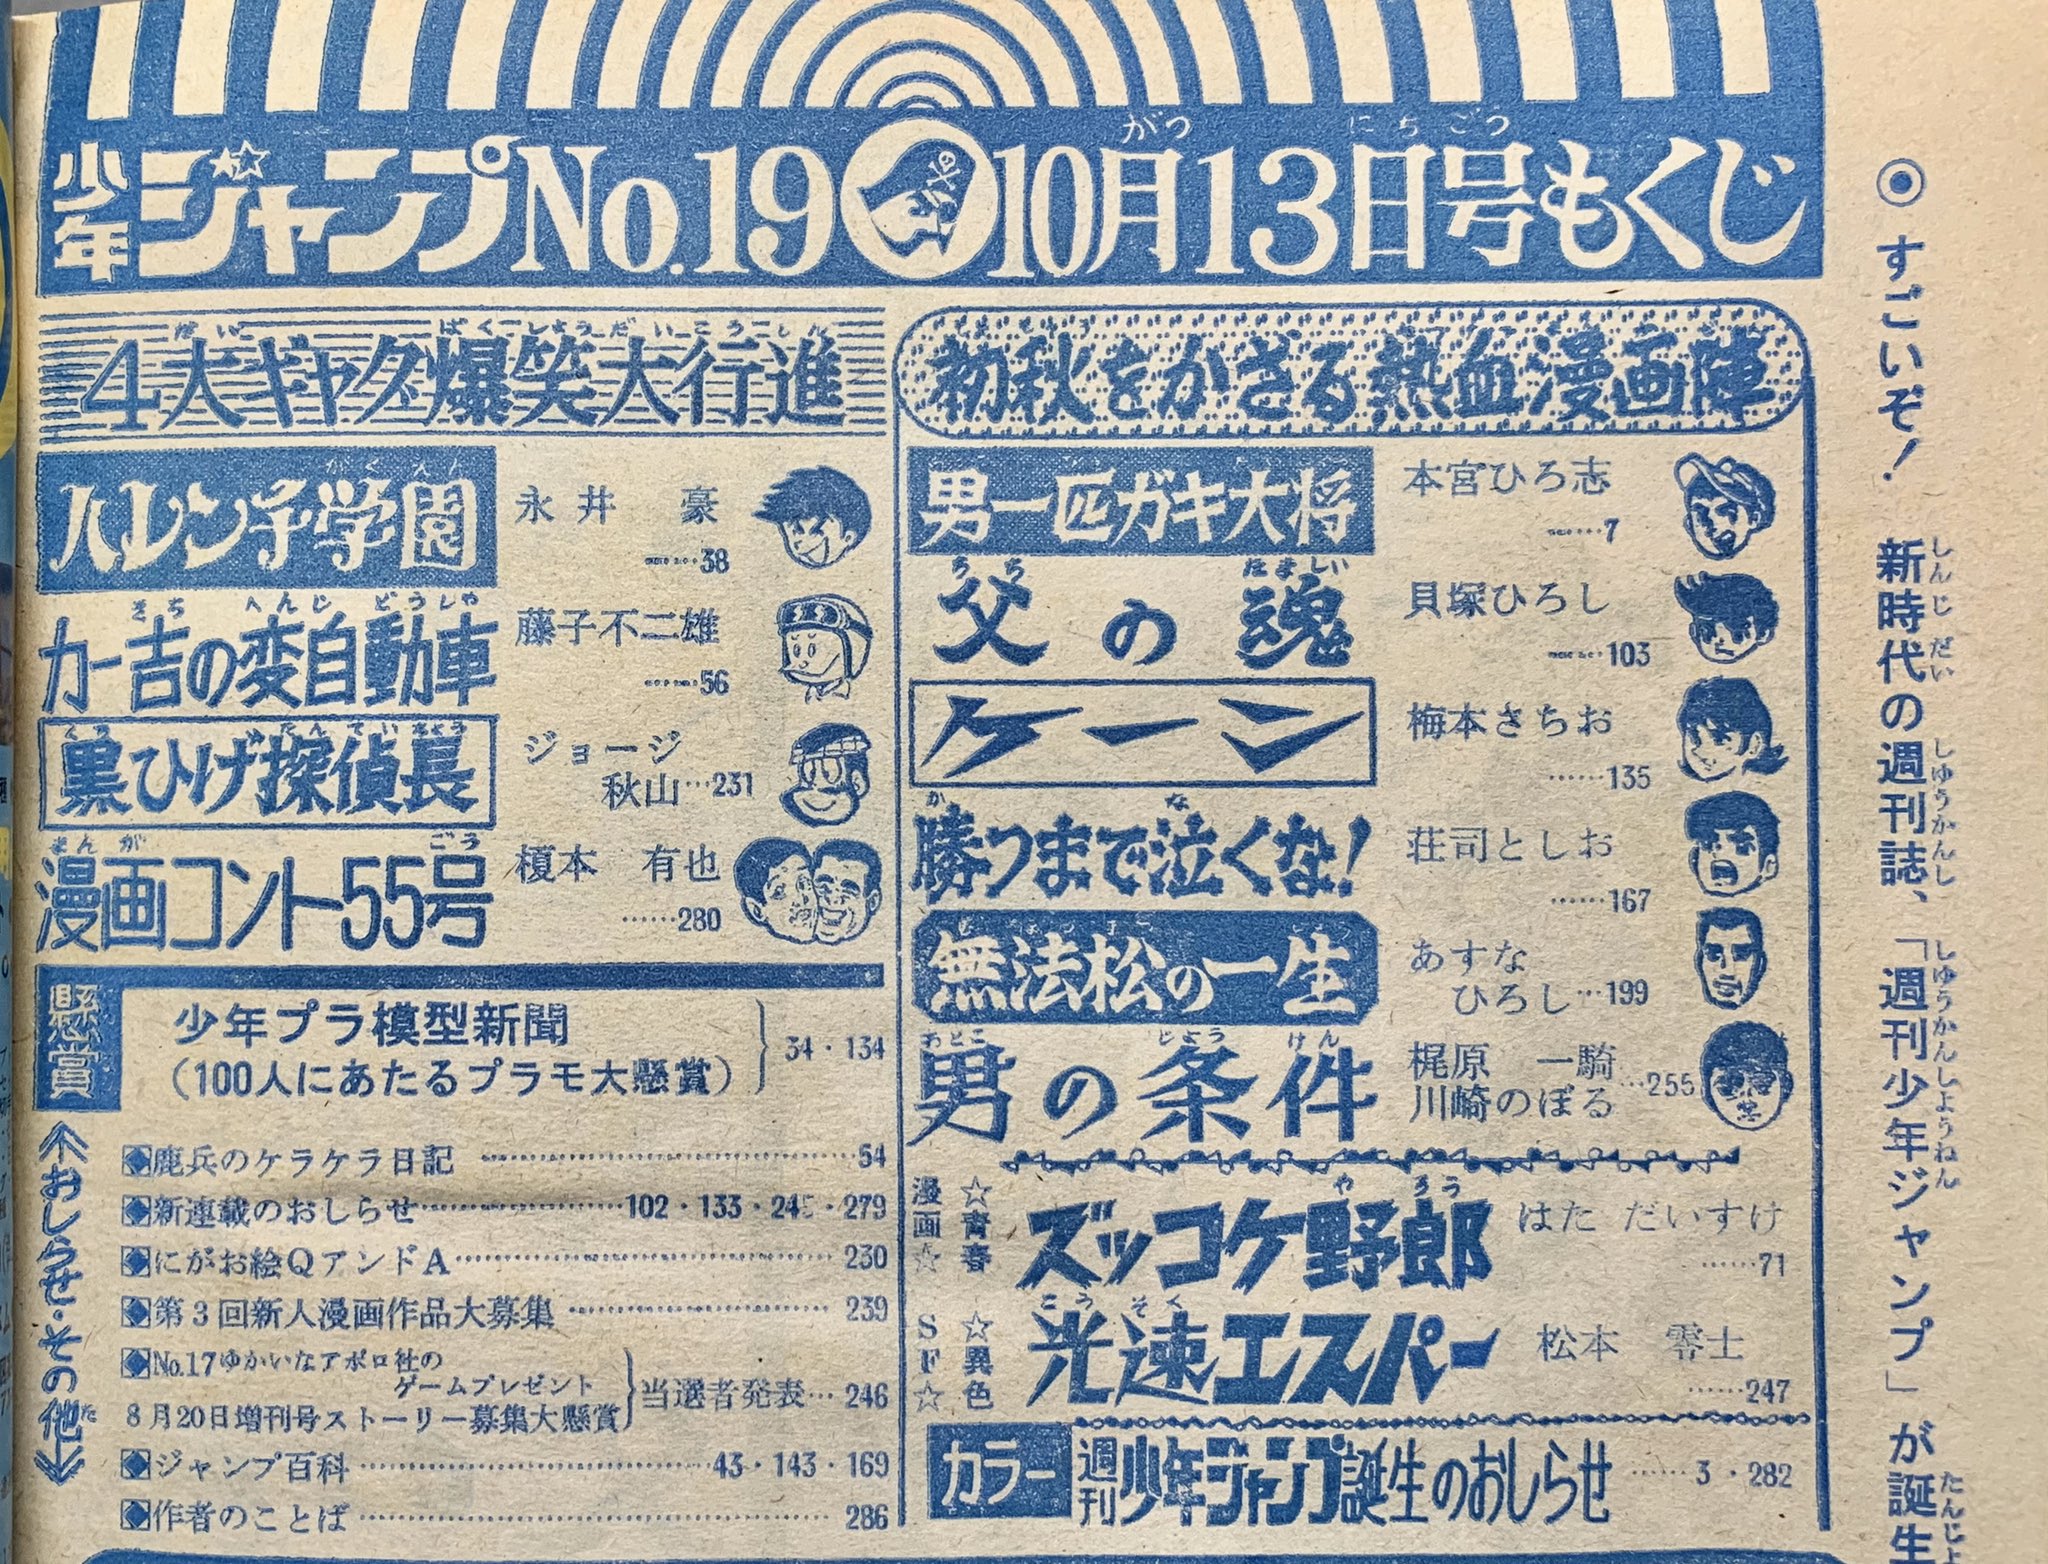 少年ジャンプNo.19 10月13日号もくじ
◎すごいぞ！ 新時代の週刊誌、「週刊少年ジャンプ」が誕生
初秋をかざる熱血漫画陣
男一匹ガキ大将 本宮ひろ志 ……7
父の魂 貝塚ひろし ……103
ケーン 梅本さちお ……135
勝つまで泣くな！ 荘司としお ……167
無法松の一生 あすなひろし…199
男の条件 梶原一騎 川崎のぼる …255
☆青春漫画☆ ズッコケ野郎 はただいすけ ……71
☆異色SF☆ 光速エスパー 松本零士 ……247
カラー 週刊少年ジャンプ誕生のおしらせ ……3・282
4大ギャグ爆笑大行進
ハレンチ学園 永井豪 ……38
カー吉の変自動車 藤子不二雄 ……56
黒ひげ探偵長 ジョージ秋山…231
漫画コント55号 榎本有也 ……280
懸賞
少年プラ模型新聞
（100人にあたるプラモ大懸賞） 34・134
おしらせ・その他
鹿兵のケラケラ日記……54
新連載のおしらせ……102・133・245・279
にがお絵QアンドA……230
第3回新人漫画作品大募集……239
No.17ゆかいなアポロ社の
ゲームプレゼント
8月20日増刊号ストーリー募集大懸賞
当選者発表…246
ジャンプ百科……43・143・169
作者のことば……286